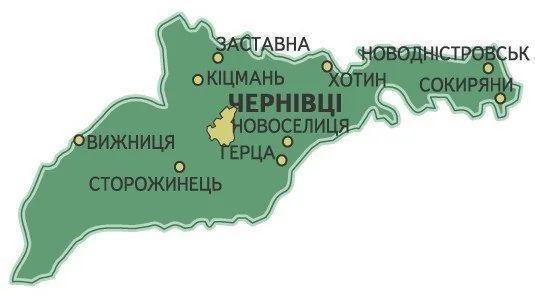 ЗАСТАВНА
НОВОДНІСТРОВСЬК
КІЦМАНЬ
ХОТИН
СОКИРЯНИ
ЧЕРНІВЦІ
НОВОСЕЛИЦЯ
ВИЖНИЦЯ
ГЕРЦА
СТОРОЖИНЕЦЬ